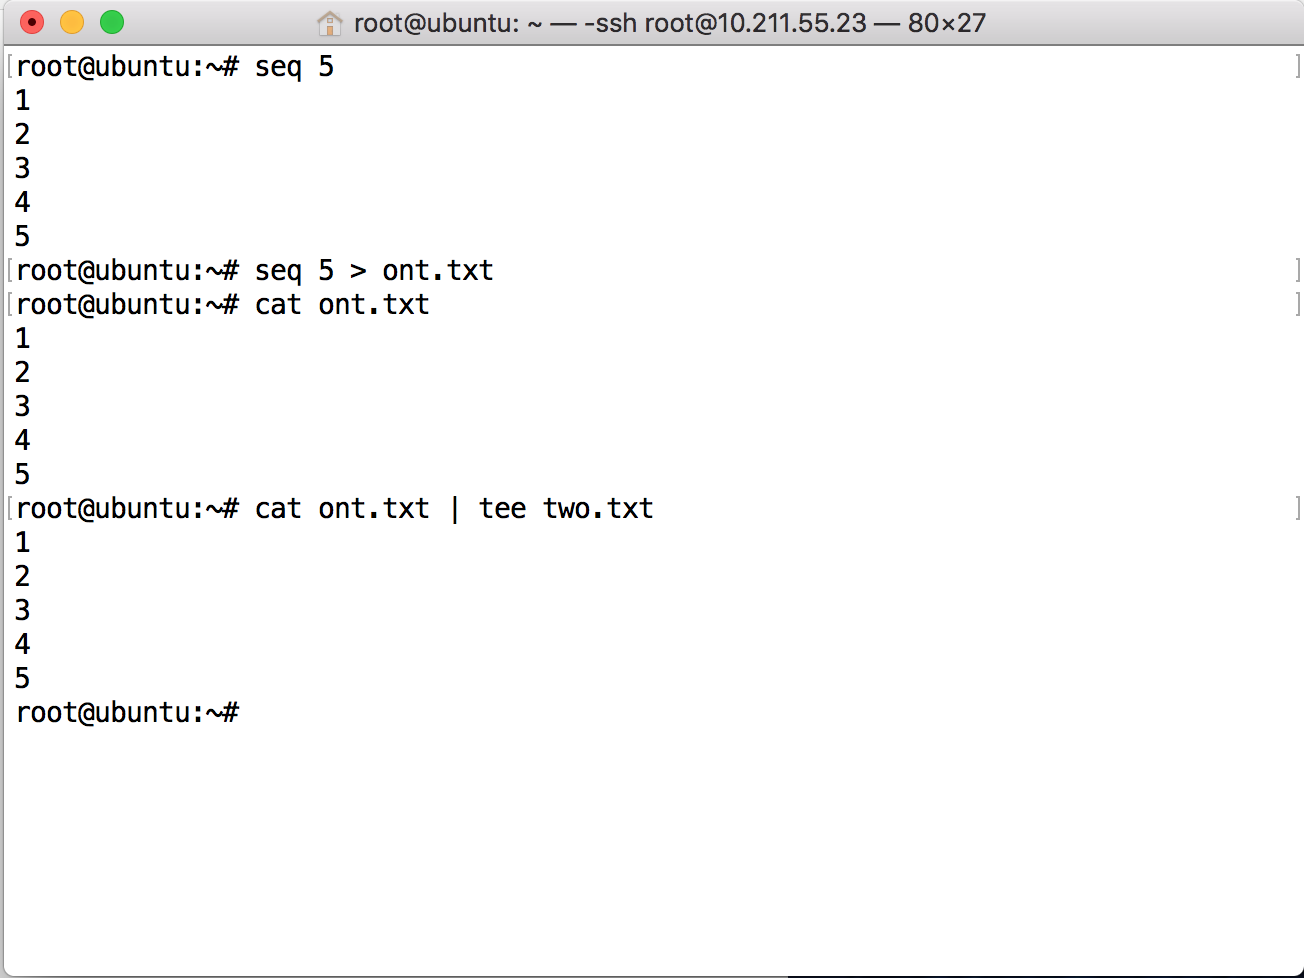 root@ubuntu: ~ — -ssh root@10.211.55.23 — 80×27
[root@ubuntu:~# seq 5 ]
1
2
3
4
5
[root@ubuntu:~# seq 5 > ont.txt ]
[root@ubuntu:~# cat ont.txt ]
1
2
3
4
5
[root@ubuntu:~# cat ont.txt | tee two.txt ]
1
2
3
4
5
root@ubuntu:~#